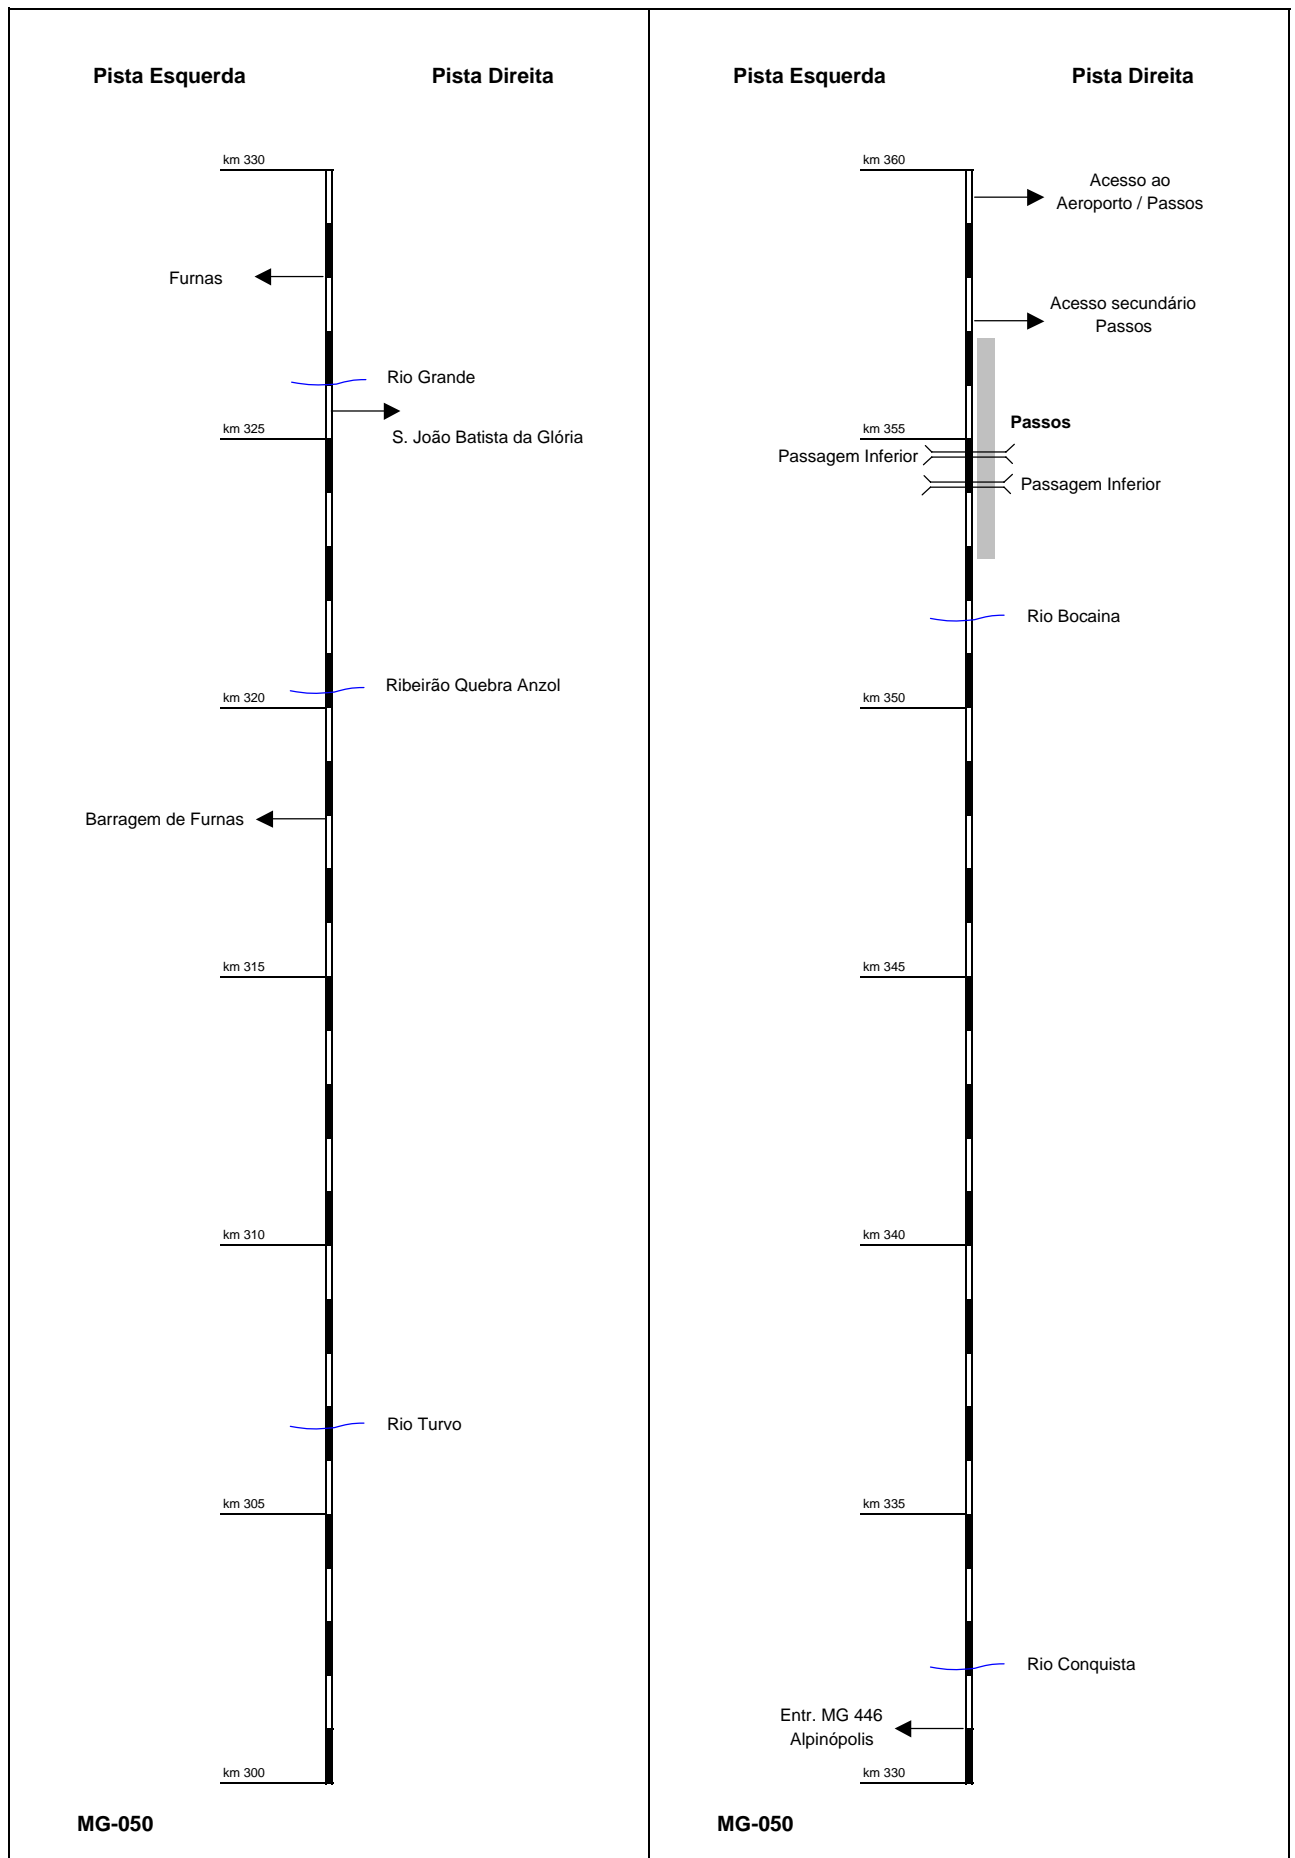 Pista Esquerda
Pista Direita
km 330
Furnas
Rio Grande
S. João Batista da Glória
km 325
Ribeirão Quebra Anzol
km 320
Barragem de Furnas
km 315
km 310
Rio Turvo
km 305
km 300
MG-050
Pista Esquerda
Pista Direita
km 360
Acesso ao
Aeroporto / Passos
Acesso secundário
Passos
Passos
km 355
Passagem Inferior
Passagem Inferior
Rio Bocaina
km 350
km 345
km 340
km 335
Rio Conquista
Entr. MG 446
Alpinópolis
km 330
MG-050